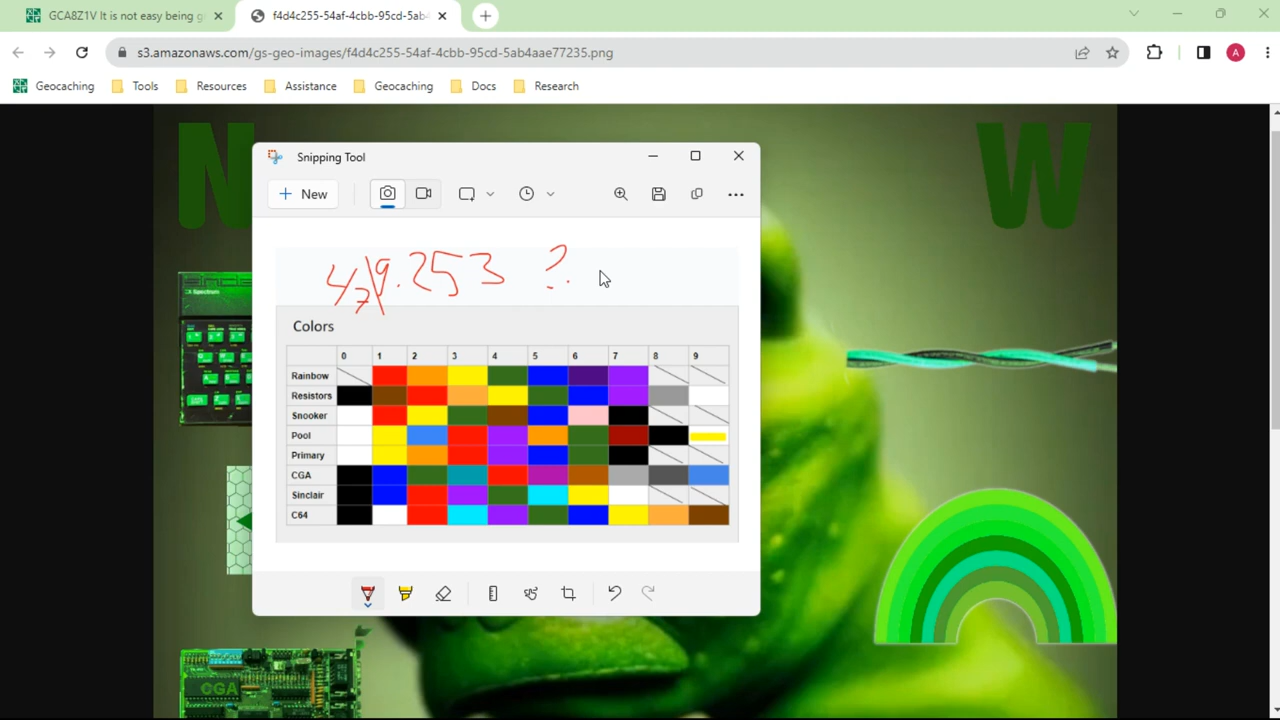 GCA8Z1V It is not easy being g
f4d4c255-54af-4cbb-95cd-5ab4
s3.amazonaws.com/gs-geo-images/f4d4c255-54af-4cbb-95cd-5ab4aae77235.png
A
Geocaching Tools Resources Assistance Geocaching Docs Research
N W
Snipping Tool
New
.253 ?
Colors
0 1 2 3 4 5 6 7 8 9
Rainbow
Resistors
Snooker
Pool
Primary
CGA
Sinclair
C64
Spectrum
CGA